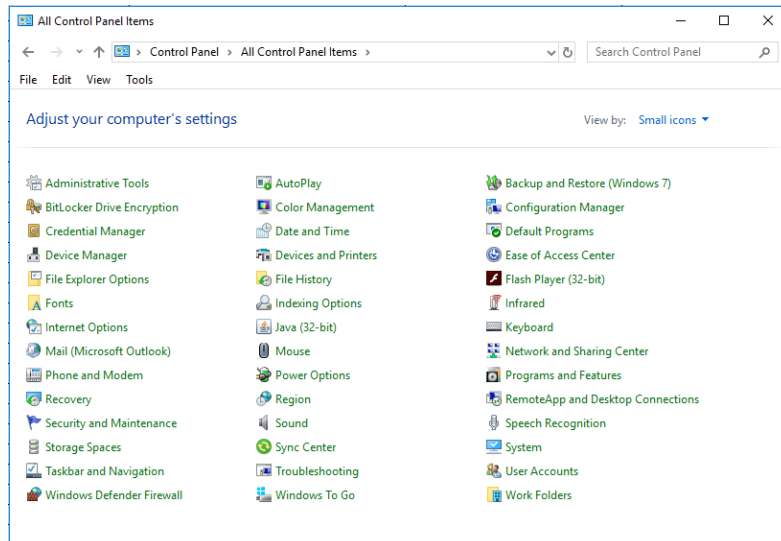 All Control Panel Items
Control Panel > All Control Panel Items >
Search Control Panel
File Edit View Tools
Adjust your computer's settings
View by: Small icons
Administrative Tools AutoPlay Backup and Restore (Windows 7)
BitLocker Drive Encryption Color Management Configuration Manager
Credential Manager Date and Time Default Programs
Device Manager Devices and Printers Ease of Access Center
File Explorer Options File History Flash Player (32-bit)
Fonts Indexing Options Infrared
Internet Options Java (32-bit) Keyboard
Mail (Microsoft Outlook) Mouse Network and Sharing Center
Phone and Modem Power Options Programs and Features
Recovery Region RemoteApp and Desktop Connections
Security and Maintenance Sound Speech Recognition
Storage Spaces Sync Center System
Taskbar and Navigation Troubleshooting User Accounts
Windows Defender Firewall Windows To Go Work Folders